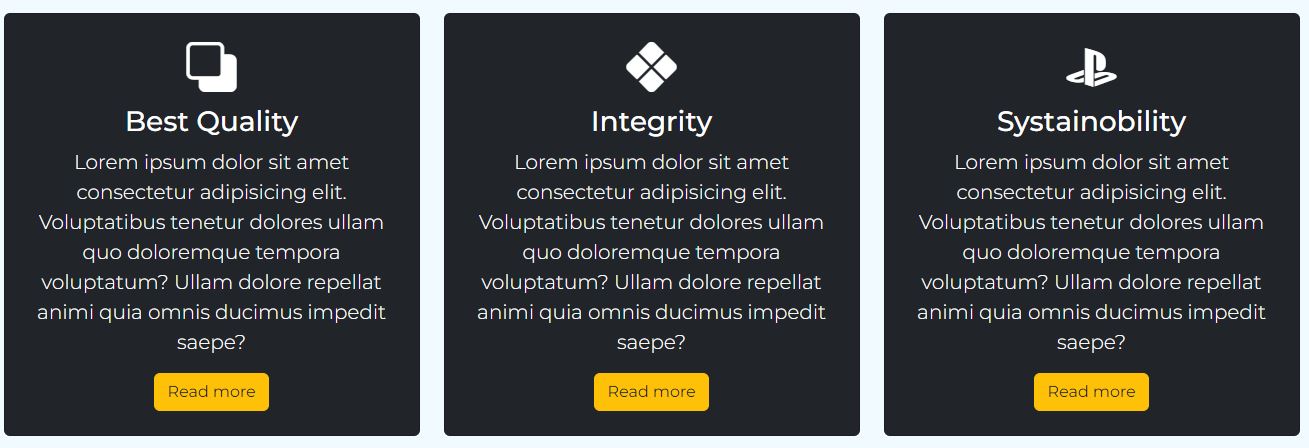 Best Quality
Lorem ipsum dolor sit amet
consectetur adipisicing elit.
Voluptatibus tenetur dolores ullam
quo doloremque tempora
voluptatum? Ullam dolore repellat
animi quia omnis ducimus impedit
saepe?
Read more
Integrity
Lorem ipsum dolor sit amet
consectetur adipisicing elit.
Voluptatibus tenetur dolores ullam
quo doloremque tempora
voluptatum? Ullam dolore repellat
animi quia omnis ducimus impedit
saepe?
Read more
Systainobility
Lorem ipsum dolor sit amet
consectetur adipisicing elit.
Voluptatibus tenetur dolores ullam
quo doloremque tempora
voluptatum? Ullam dolore repellat
animi quia omnis ducimus impedit
saepe?
Read more